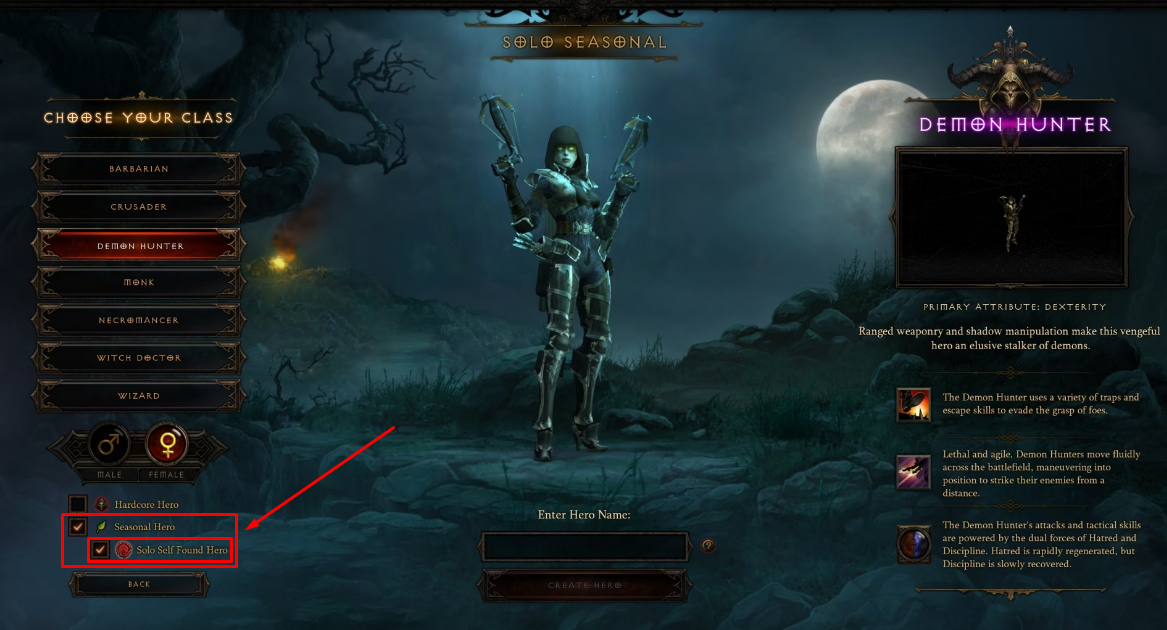 SOLO SEASONAL
CHOOSE YOUR CLASS
BARBARIAN
CRUSADER
DEMON HUNTER
MONK
NECROMANCER
WITCH DOCTOR
WIZARD
MALE
FEMALE
Hardcore Hero
Seasonal Hero
Solo Self Found Hero
BACK
Enter Hero Name:
?
CREATE HERO
DEMON HUNTER
PRIMARY ATTRIBUTE: DEXTERITY
Ranged weaponry and shadow manipulation make this vengeful
hero an elusive stalker of demons.
The Demon Hunter uses a variety of traps and
escape skills to evade the grasp of foes.
Lethal and agile, Demon Hunters move fluidly
across the battlefield, maneuvering into
position to strike their enemies from a
distance.
The Demon Hunter's attacks and tactical skills
are powered by the dual forces of Hatred and
Discipline. Hatred is rapidly regenerated, but
Discipline is slowly recovered.